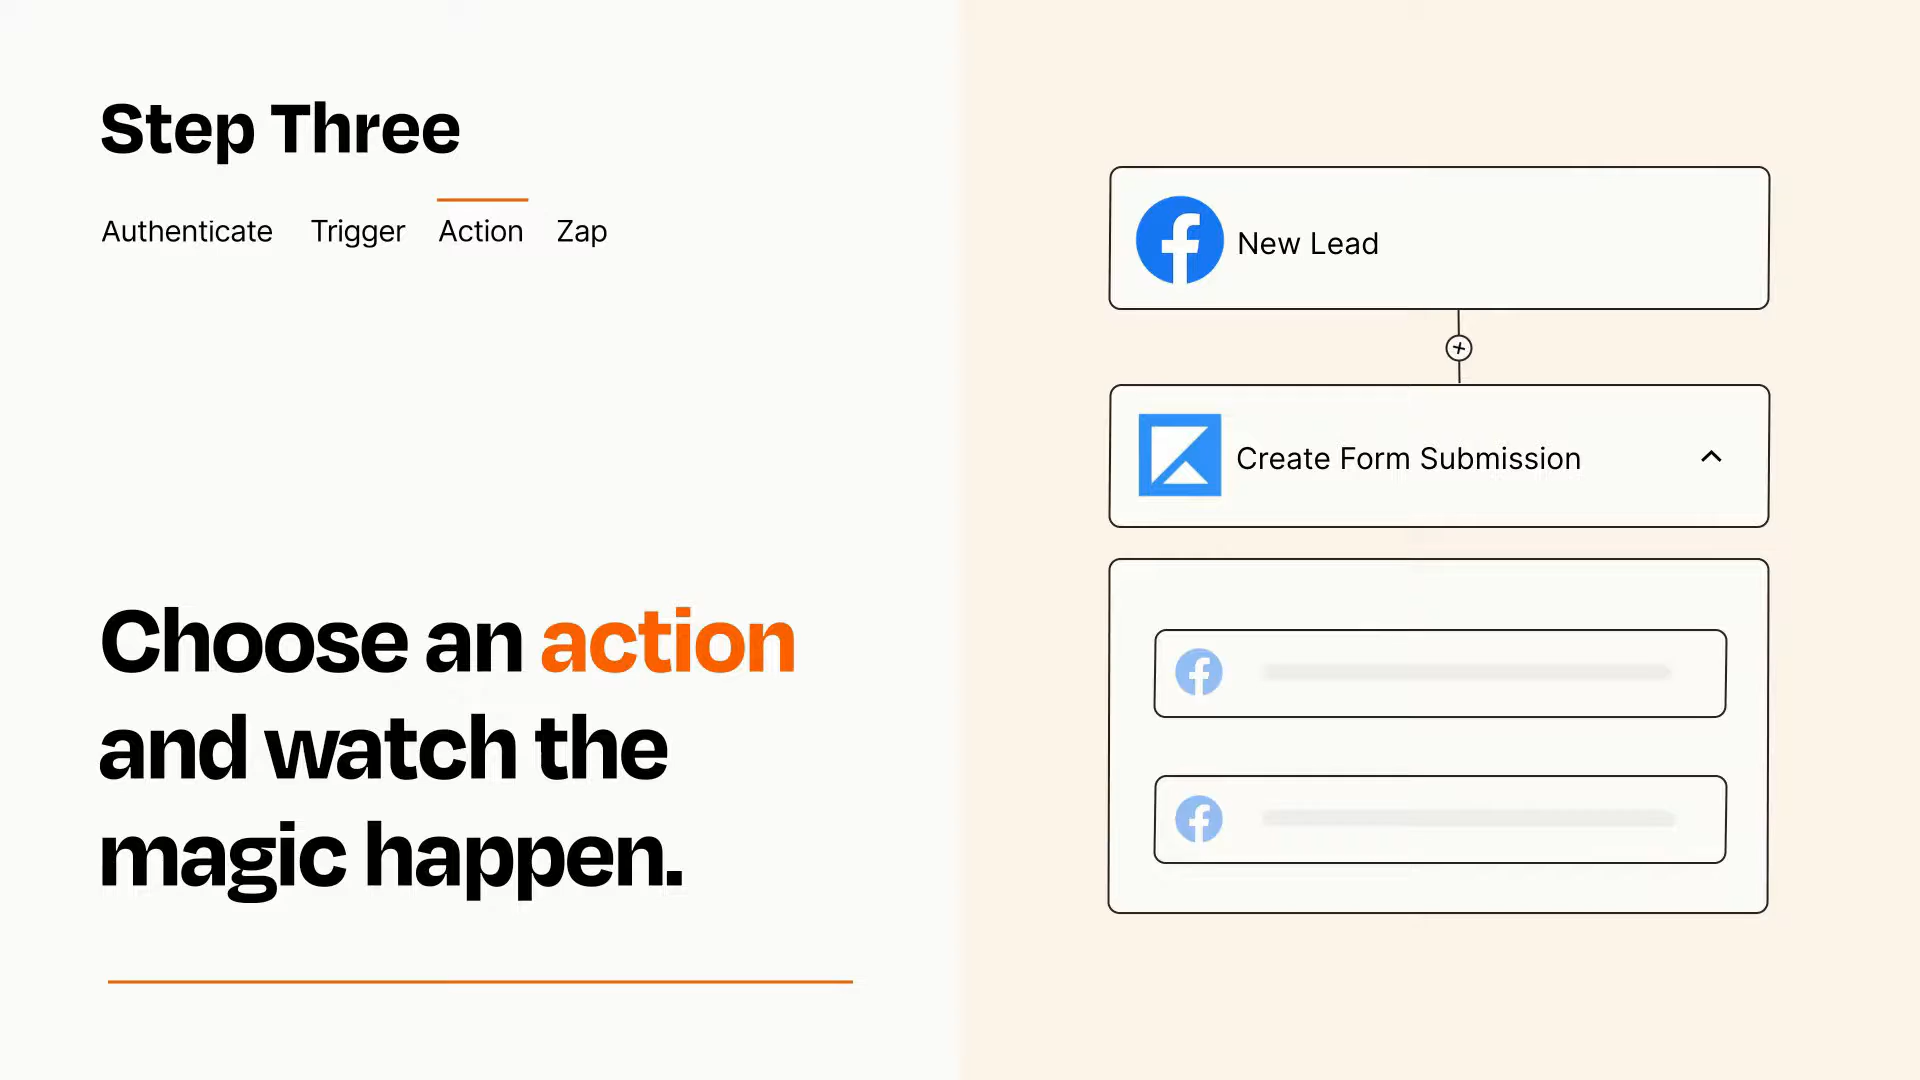 Step Three
Authenticate Trigger Action Zap
Choose an action
and watch the
magic happen.
New Lead
Create Form Submission